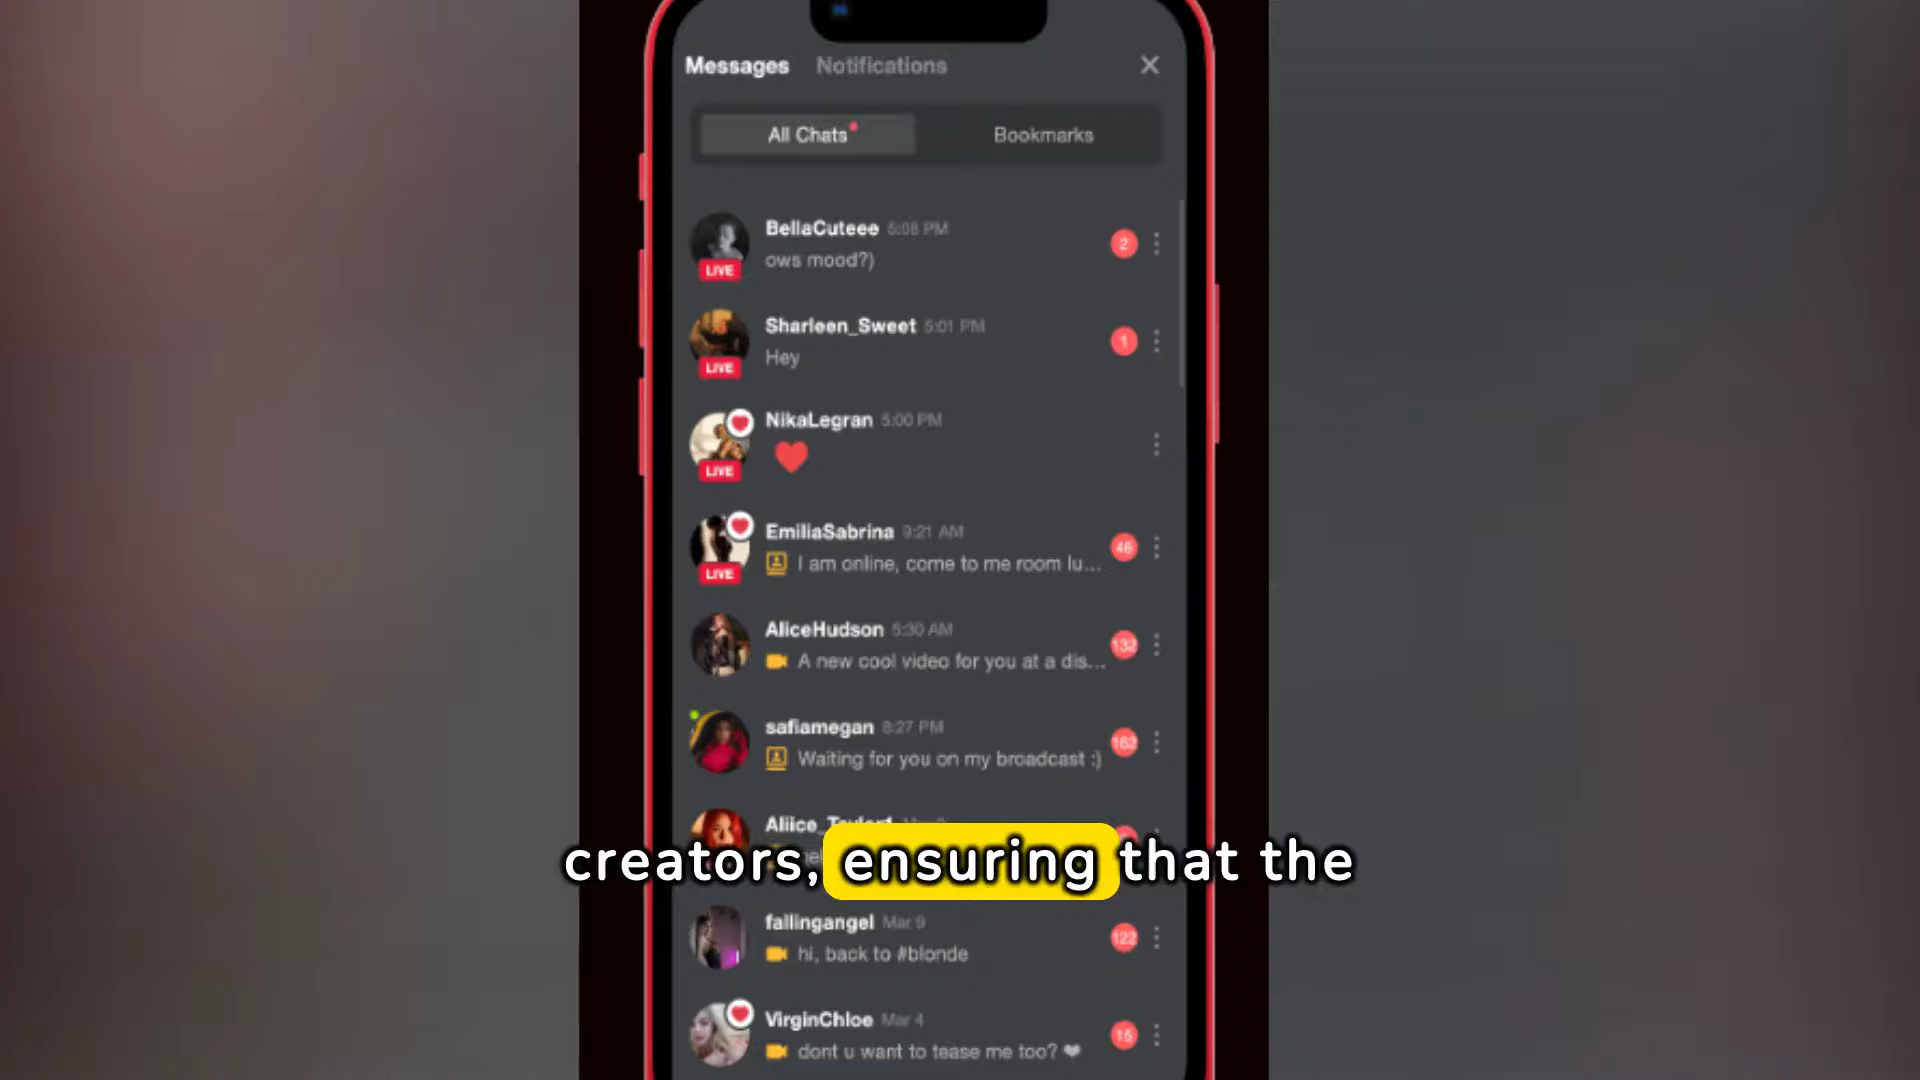 Messages Notifications
All Chats Bookmarks
BellaCuteee 5:08 PM
ows mood?)
2
LIVE
Sharleen_Sweet 5:01 PM
Hey
1
LIVE
NikaLegran 5:00 PM
LIVE
EmiliaSabrina 9:21 AM
I am online, come to me room lu...
46
LIVE
AliceHudson 5:30 AM
A new cool video for you at a dis...
132
safiamegan 8:27 PM
Waiting for you on my broadcast :)
162
creators, ensuring that the
fallingangel Mar 9
hi, back to #blonde
122
VirginChloe Mar 4
dont u want to tease me too? ❤
15